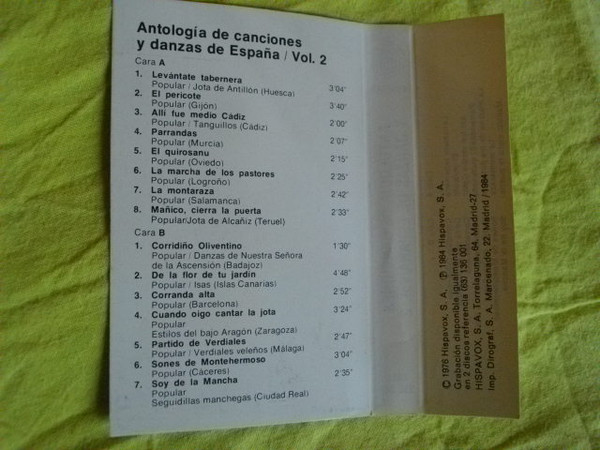 Antología de canciones
y danzas de España / Vol. 2
Cara A
1. Levántate tabernera
Popular / Jota de Antillón (Huesca) 3'04"
2. El pericote
Popular (Gijón) 3'40"
3. Alli fue medio Cádiz
Popular / Tanguillos (Cádiz) 2'00"
4. Parrandas
Popular (Murcia) 2'07"
5. El quirosanu
Popular (Oviedo) 2'15"
6. La marcha de los pastores
Popular (Logroño) 2'25"
7. La montaraza
Popular (Salamanca) 2'42"
8. Mañico, cierra la puerta
Popular/Jota de Alcañiz (Teruel) 2'33"
Cara B
1. Corridiño Oliventino 1'30"
Popular / Danzas de Nuestra Señora
de la Ascensión (Badajoz)
2. De la flor de tu jardín 4'48"
Popular / Isas (Islas Canarias)
3. Corranda alta 2'52"
Popular (Barcelona)
4. Cuando oigo cantar la jota 3'24"
Popular
Estilos del bajo Aragón (Zaragoza)
5. Partido de Verdiales 2'47"
Popular / Verdiales veleños (Málaga)
6. Sones de Montehermoso 3'04"
Popular (Cáceres)
7. Soy de la Mancha 2'35"
Popular
Seguidillas manchegas (Ciudad Real)
© 1976 Hispavox, S. A. ℗ 1984 Hispavox, S. A.
Grabación disponible igualmente
en 2 discos referencia (63) 136 001
HISPAVOX, S. A. Torrelaguna, 64. Madrid-27
Imp. Dirograf, S. A. Marcenado, 22. Madrid / 1984